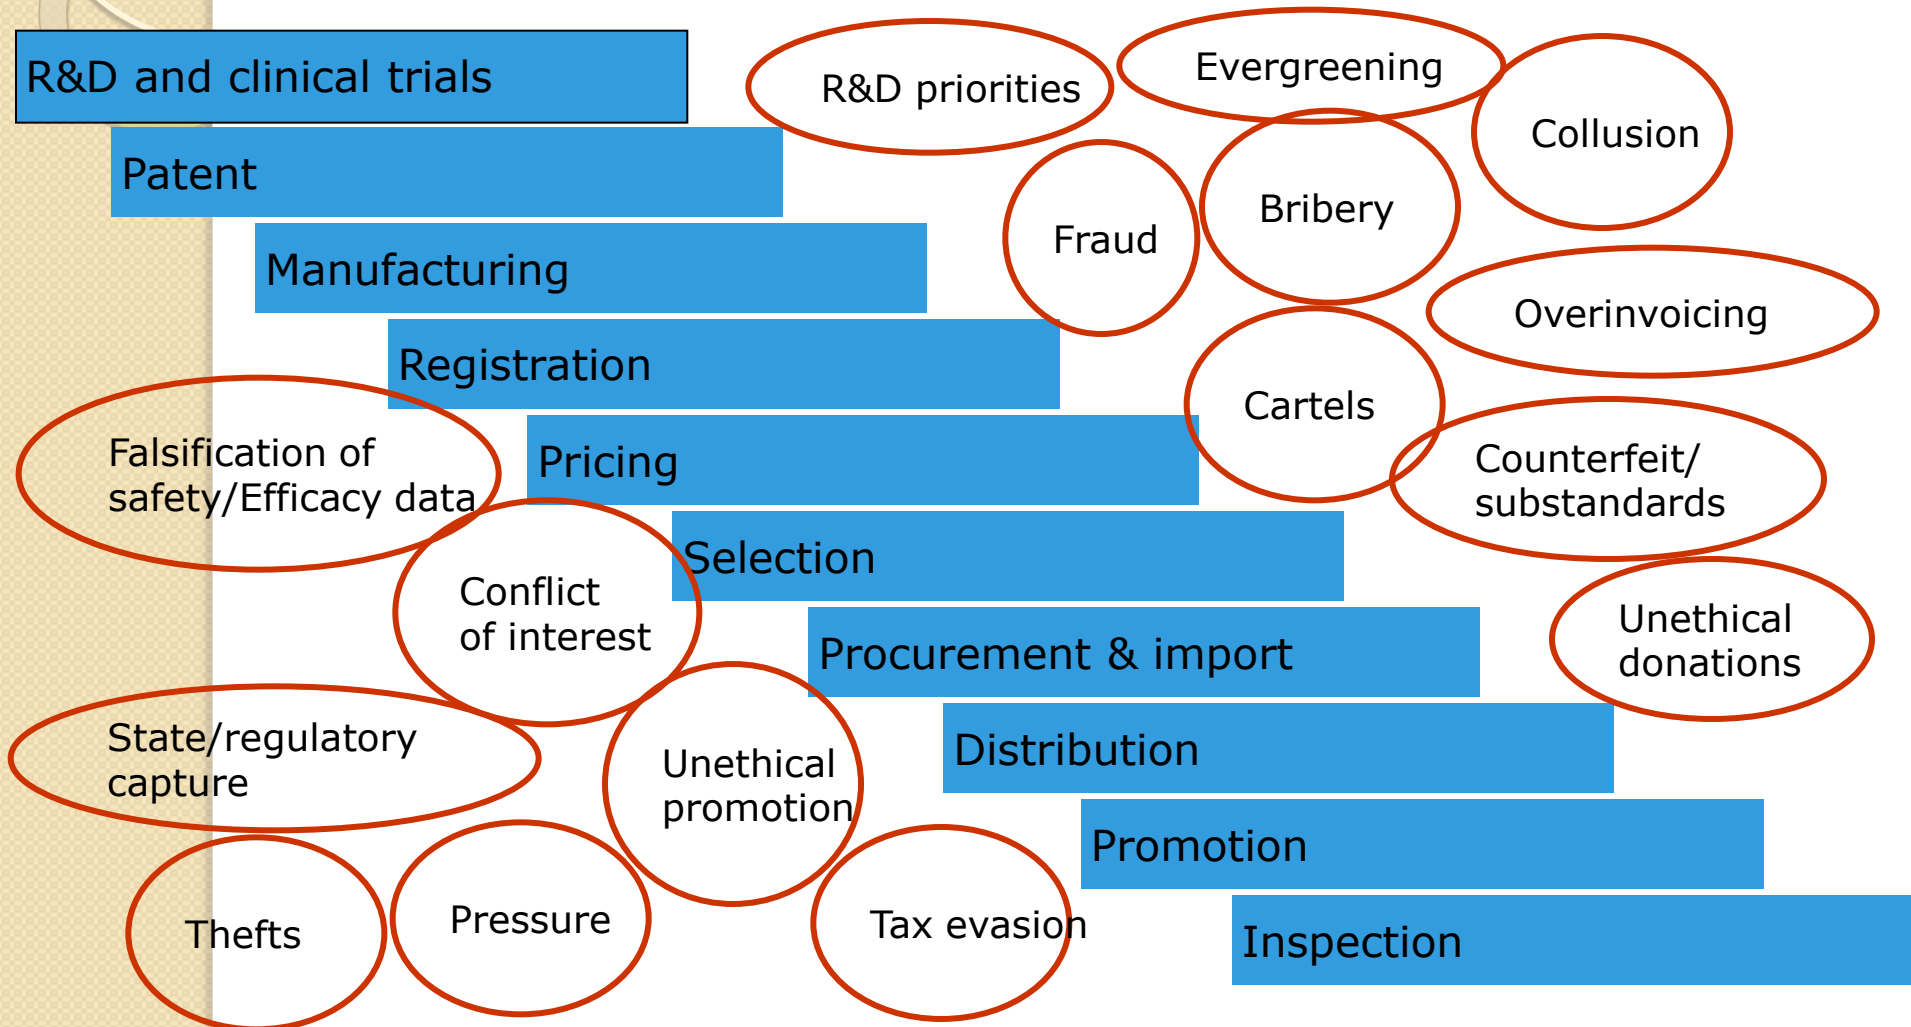 R&D and clinical trials
R&D priorities
Evergreening
Collusion
Patent
Bribery
Fraud
Manufacturing
Overinvoicing
Registration
Cartels
Falsification of
safety/Efficacy data
Pricing
Counterfeit/
substandards
Selection
Conflict
of interest
Unethical
donations
Procurement & import
State/regulatory
capture
Unethical
promotion
Distribution
Promotion
Thefts
Pressure
Tax evasion
Inspection